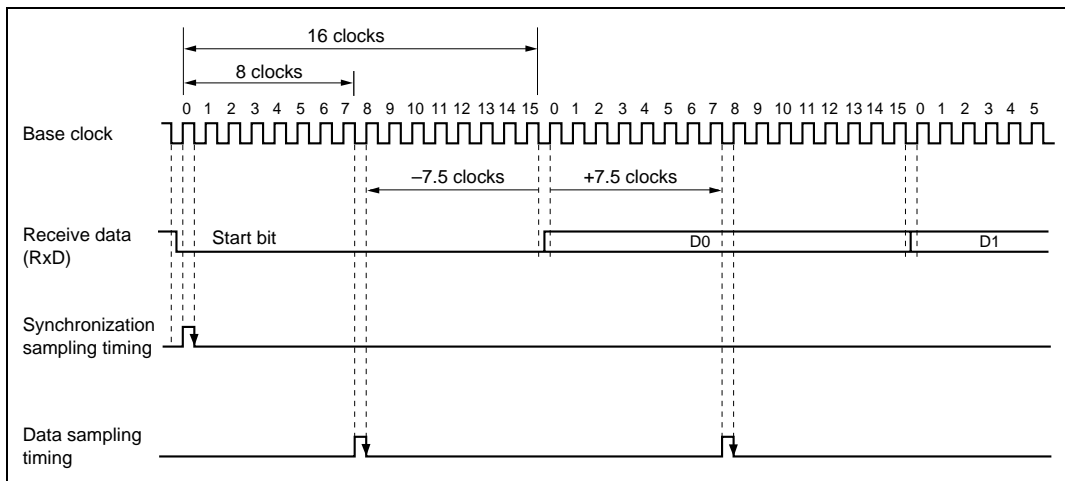 16 clocks
8 clocks
0 1 2 3 4 5 6 7 8 9 10 11 12 13 14 15 0 1 2 3 4 5 6 7 8 9 10 11 12 13 14 15 0 1 2 3 4 5
Base clock
–7.5 clocks +7.5 clocks
Receive data
(RxD)
Start bit D0 D1
Synchronization
sampling timing
Data sampling
timing